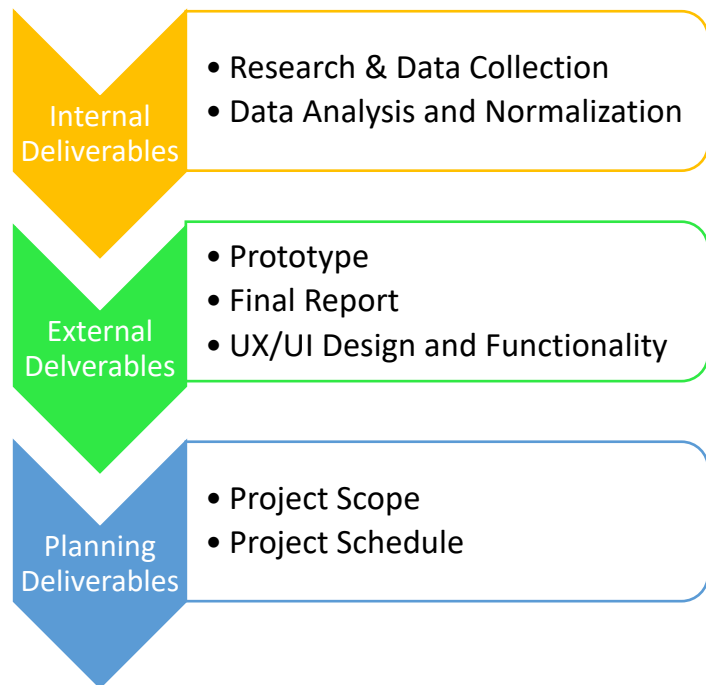 Internal
Deliverables
• Research & Data Collection
• Data Analysis and Normalization
External
Delverables
• Prototype
• Final Report
• UX/UI Design and Functionality
Planning
Deliverables
• Project Scope
• Project Schedule